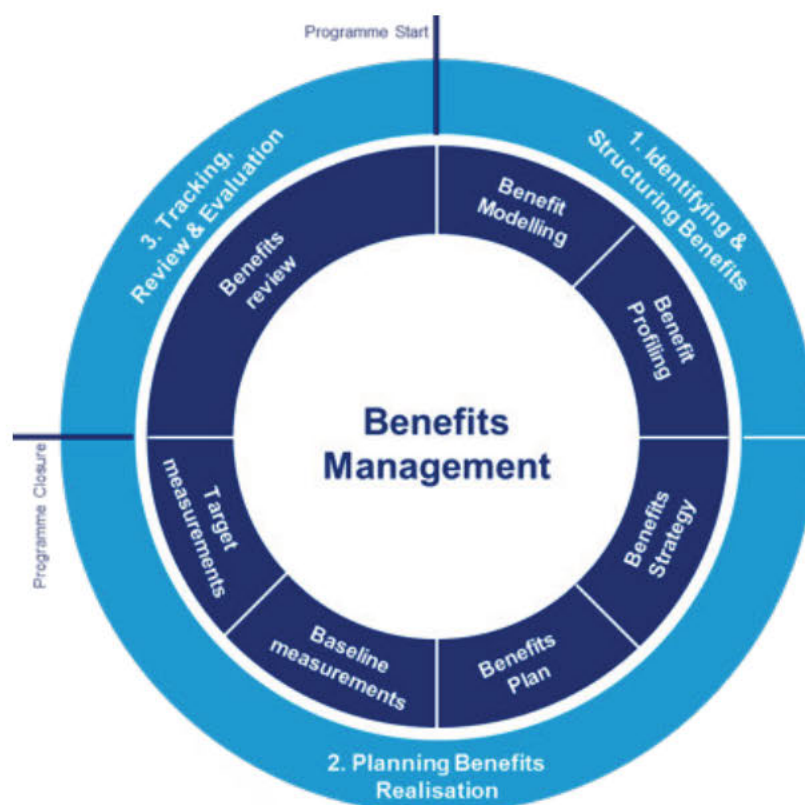 Programme Start
1. Identifying &
Structuring Benefits
Benefit
Modelling
Benefit
Profiling
Benefits
Strategy
Benefits
Plan
2. Planning Benefits
Realisation
Baseline
measurements
Target
measurements
Programme Closure
3. Tracking,
Review & Evaluation
Benefits
review
Benefits
Management